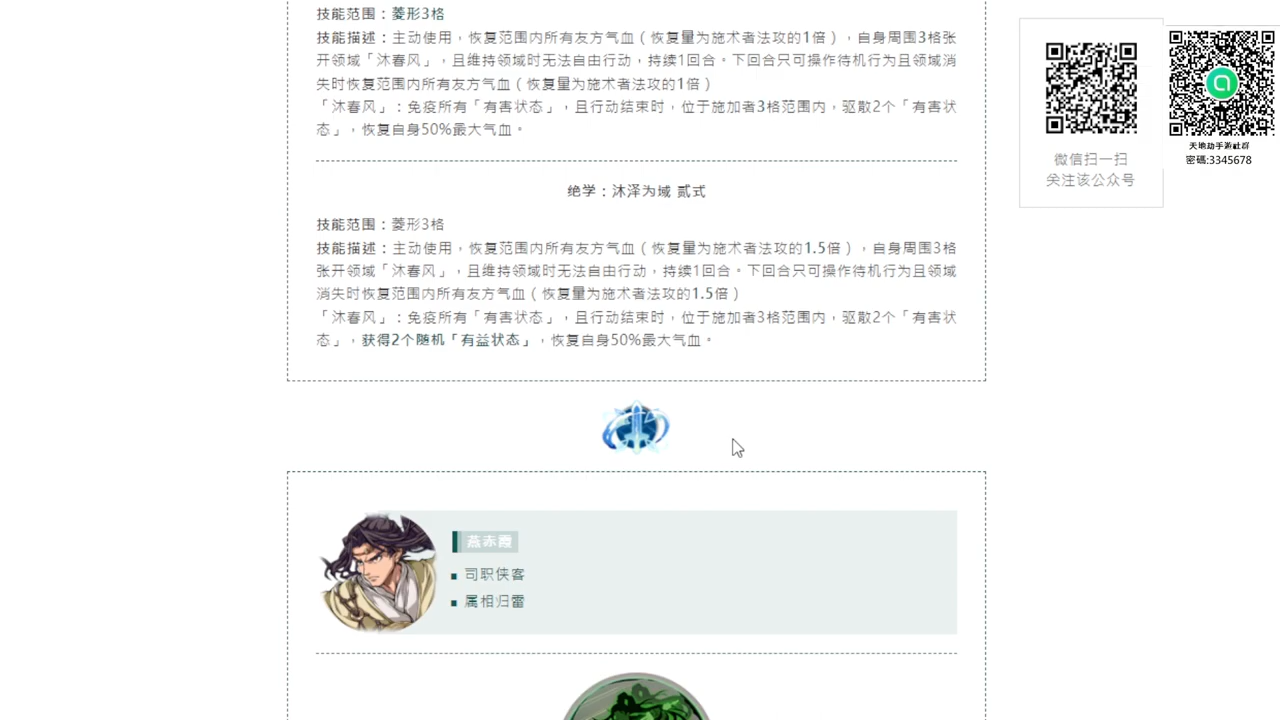 技能范围：菱形3格
技能描述：主动使用，恢复范围内所有友方气血（恢复量为施术者法攻的1倍），自身周围3格张
开领域「沐春风」，且维持领域时无法自由行动，持续1回合。下回合只可操作待机行为且领域消
失时恢复范围内所有友方气血（恢复量为施术者法攻的1倍）
「沐春风」：免疫所有「有害状态」，且行动结束时，位于施加者3格范围内，驱散2个「有害状
态」，恢复自身50%最大气血。
绝学：沐泽为域 贰式
技能范围：菱形3格
技能描述：主动使用，恢复范围内所有友方气血（恢复量为施术者法攻的1.5倍），自身周围3格
张开领域「沐春风」，且维持领域时无法自由行动，持续1回合。下回合只可操作待机行为且领域
消失时恢复范围内所有友方气血（恢复量为施术者法攻的1.5倍）
「沐春风」：免疫所有「有害状态」，且行动结束时，位于施加者3格范围内，驱散2个「有害状
态」，获得2个随机「有益状态」，恢复自身50%最大气血。
燕赤霞
司职侠客
属相归雷
微信扫一扫
关注该公众号
天地劫手游社群
密碼:3345678